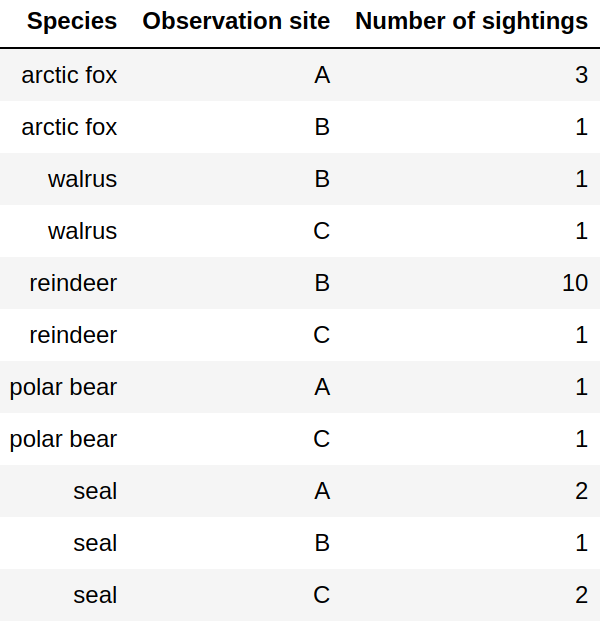 Species Observation site Number of sightings
arctic fox A 3
arctic fox B 1
walrus B 1
walrus C 1
reindeer B 10
reindeer C 1
polar bear A 1
polar bear C 1
seal A 2
seal B 1
seal C 2